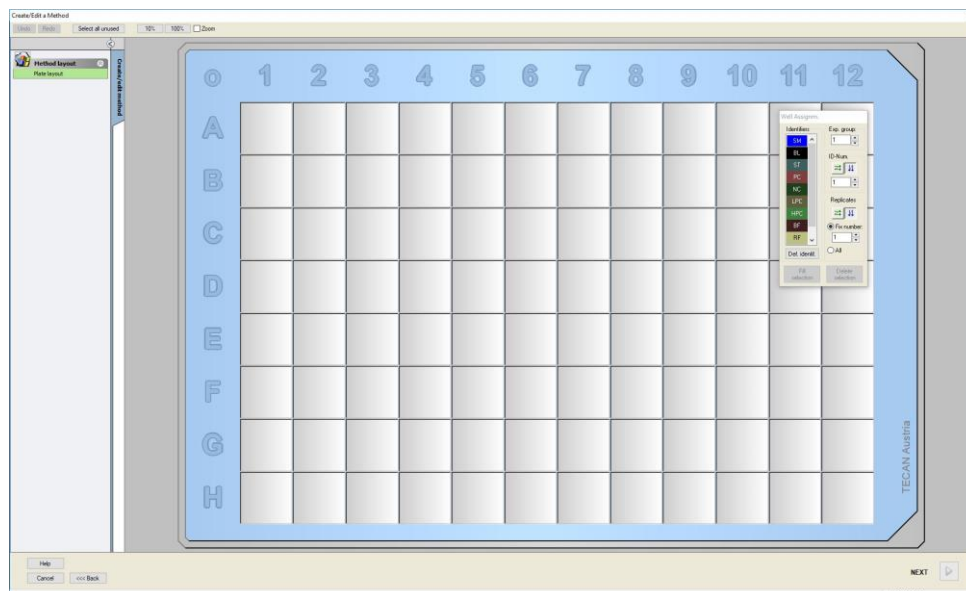 Create/Edit a Method
Undo Redo Select all unused 10% 100% Zoom
Method layout
Plate layout
Create/edit method
1 2 3 4 5 6 7 8 9 10 11 12
A
B
C
D
E
F
G
H
TECAN Austria
Well Assignm.
Identifiers:
SM
BL
ST
PC
NC
LPC
HPC
BF
RF
Def. identif.
Fill selection
Exp. group:
1
ID-Num.
1
Replicates
Fix number:
1
All
Delete selection
Help
Cancel <<< Back
NEXT